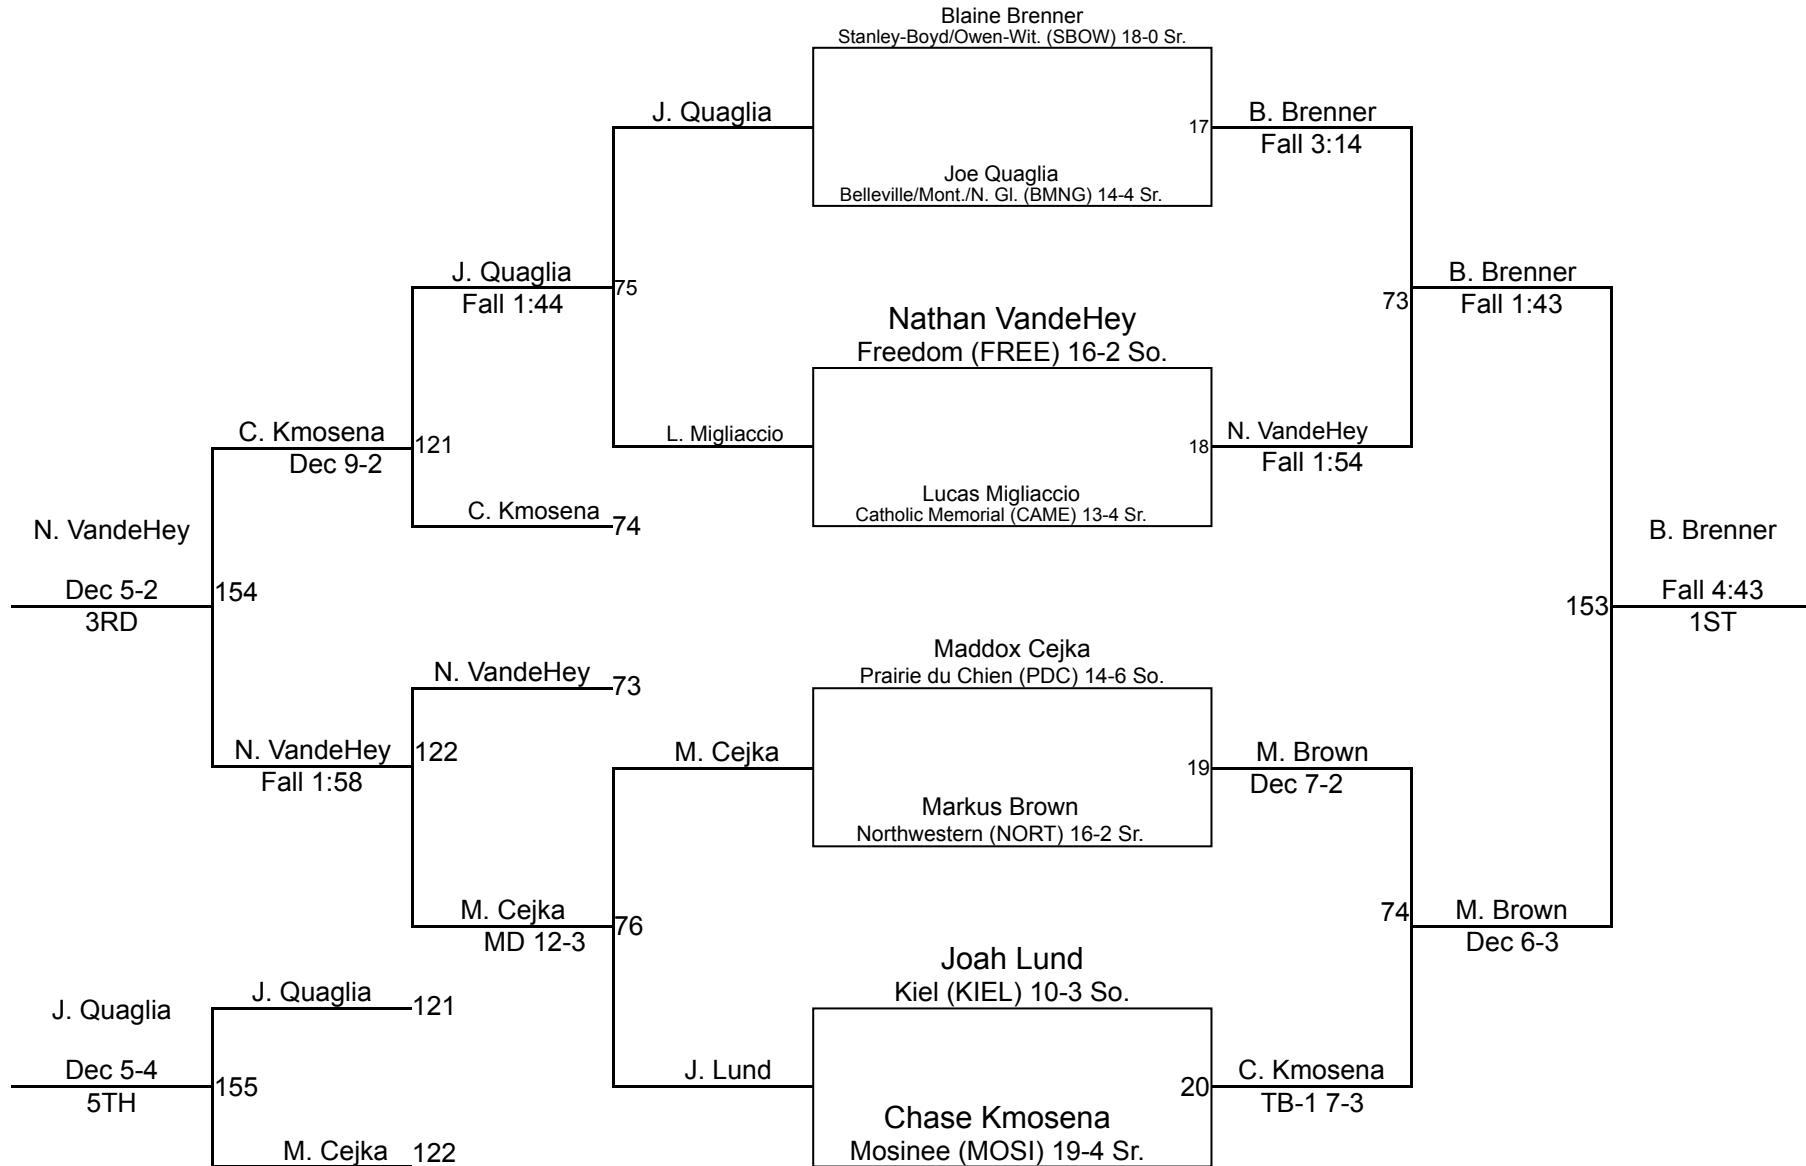 Blaine Brenner
Stanley-Boyd/Owen-Wit. (SBOW) 18-0 Sr.
J. Quaglia
17
B. Brenner
Fall 3:14
Joe Quaglia
Belleville/Mont./N. Gl. (BMNG) 14-4 Sr.
J. Quaglia
Fall 1:44
75
73
B. Brenner
Fall 1:43
Nathan VandeHey
Freedom (FREE) 16-2 So.
C. Kmosena
Dec 9-2
121
L. Migliaccio
18
N. VandeHey
Fall 1:54
Lucas Migliaccio
Catholic Memorial (CAME) 13-4 Sr.
C. Kmosena
74
N. VandeHey
Dec 5-2
3RD
154
153
B. Brenner
Fall 4:43
1ST
Maddox Cejka
Prairie du Chien (PDC) 14-6 So.
N. VandeHey
73
N. VandeHey
Fall 1:58
122
M. Cejka
19
M. Brown
Dec 7-2
Markus Brown
Northwestern (NORT) 16-2 Sr.
M. Cejka
MD 12-3
76
74
M. Brown
Dec 6-3
Joah Lund
Kiel (KIEL) 10-3 So.
J. Quaglia
Dec 5-4
5TH
J. Quaglia
121
155
J. Lund
20
C. Kmosena
TB-1 7-3
Chase Kmosena
Mosinee (MOSI) 19-4 Sr.
M. Cejka
122